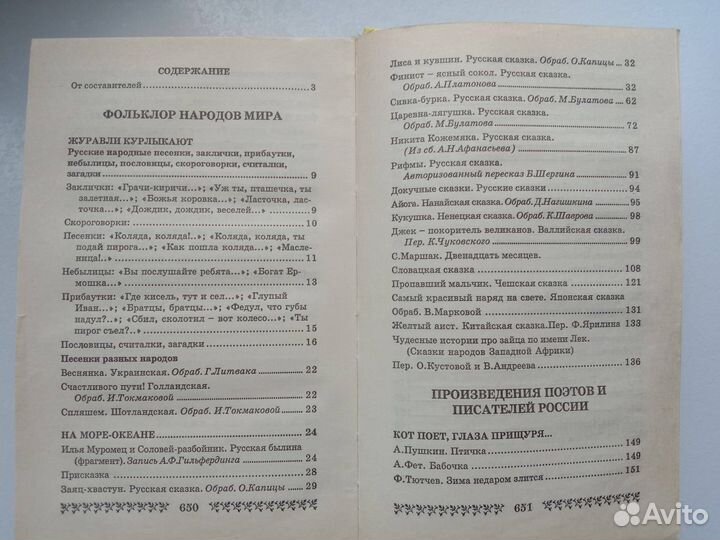 СОДЕРЖАНИЕ
От составителей 3
ФОЛЬКЛОР НАРОДОВ МИРА
ЖУРАВЛИ КУРЛЫКАЮТ
Русские народные песенки, заклички, прибаутки,
небылицы, пословицы, скороговорки, считалки,
загадки 9
Заклички: «Грачи-киричи...»; «Уж ты, пташечка, ты
залетная...»; «Божья коровка...»; «Ласточка, лас-
точка...»; «Дождик, дождик, веселей...» 9
Скороговорки: 10
Песенки: «Коляда, коляда!..»; «Коляда, коляда, ты
подай пирога...»; «Как пошла коляда...»; «Масле-
ница!..» 11
Небылицы: «Вы послушайте ребята...»; «Богат Ер-
мошка...» 13
Прибаутки: «Где кисель, тут и сел...»; «Глупый
Иван...»; «Братцы, братцы...»; «Федул, что губы
надул?..»; «Сбил, сколотил – вот колесо...»; «Ты
пирог съел?..» 15
Пословицы, считалки, загадки 16
Песенки разных народов
Веснянка. Украинская. Обраб. Г.Литвака 22
Счастливого пути! Голландская.
Обраб. И.Токмаковой 22
Спляшем. Шотландская. Обраб. И.Токмаковой 23
НА МОРЕ-ОКЕАНЕ 24
Илья Муромец и Соловей-разбойник. Русская былина
(фрагмент). Запись А.Ф.Гильфердинга 24
Присказка 28
Заяц-хвастун. Русская сказка. Обраб. О.Капицы 29
650
Лиса и кувшин. Русская сказка. Обраб. О.Капицы 32
Финист – ясный сокол. Русская сказка.
Обраб. А.Платонова 32
Сивка-бурка. Русская сказка. Обраб. М.Булатова 62
Царевна-лягушка. Русская сказка.
Обраб. М.Булатова 72
Никита Кожемяка. Русская сказка.
(Из сб. А.Н.Афанасьева) 87
Рифмы. Русская сказка.
Авторизованный пересказ Б.Шергина 91
Докучные сказки. Русские сказки 94
Айога. Нанайская сказка. Обраб. Д.Нагишкина 95
Кукушка. Ненецкая сказка. Обраб. К.Шаврова 98
Джек – покоритель великанов. Валлийская сказка.
Пер. К.Чуковского 99
С.Маршак. Двенадцать месяцев.
Словацкая сказка 108
Пропавший мальчик. Чешская сказка 121
Самый красивый наряд на свете. Японская сказка
Обраб. В.Марковой 131
Желтый аист. Китайская сказка. Пер. Ф.Ярилина 133
Чудесные истории про зайца по имени Лек.
(Сказки народов Западной Африки)
Пер. О.Кустовой и В.Андреева 136
ПРОИЗВЕДЕНИЯ ПОЭТОВ И
ПИСАТЕЛЕЙ РОССИИ
КОТ ПОЕТ, ГЛАЗА ПРИЩУРЯ...
А.Пушкин. Птичка 149
А.Фет. Бабочка 149
Ф.Тютчев. Зима недаром злится 151
651
Avito